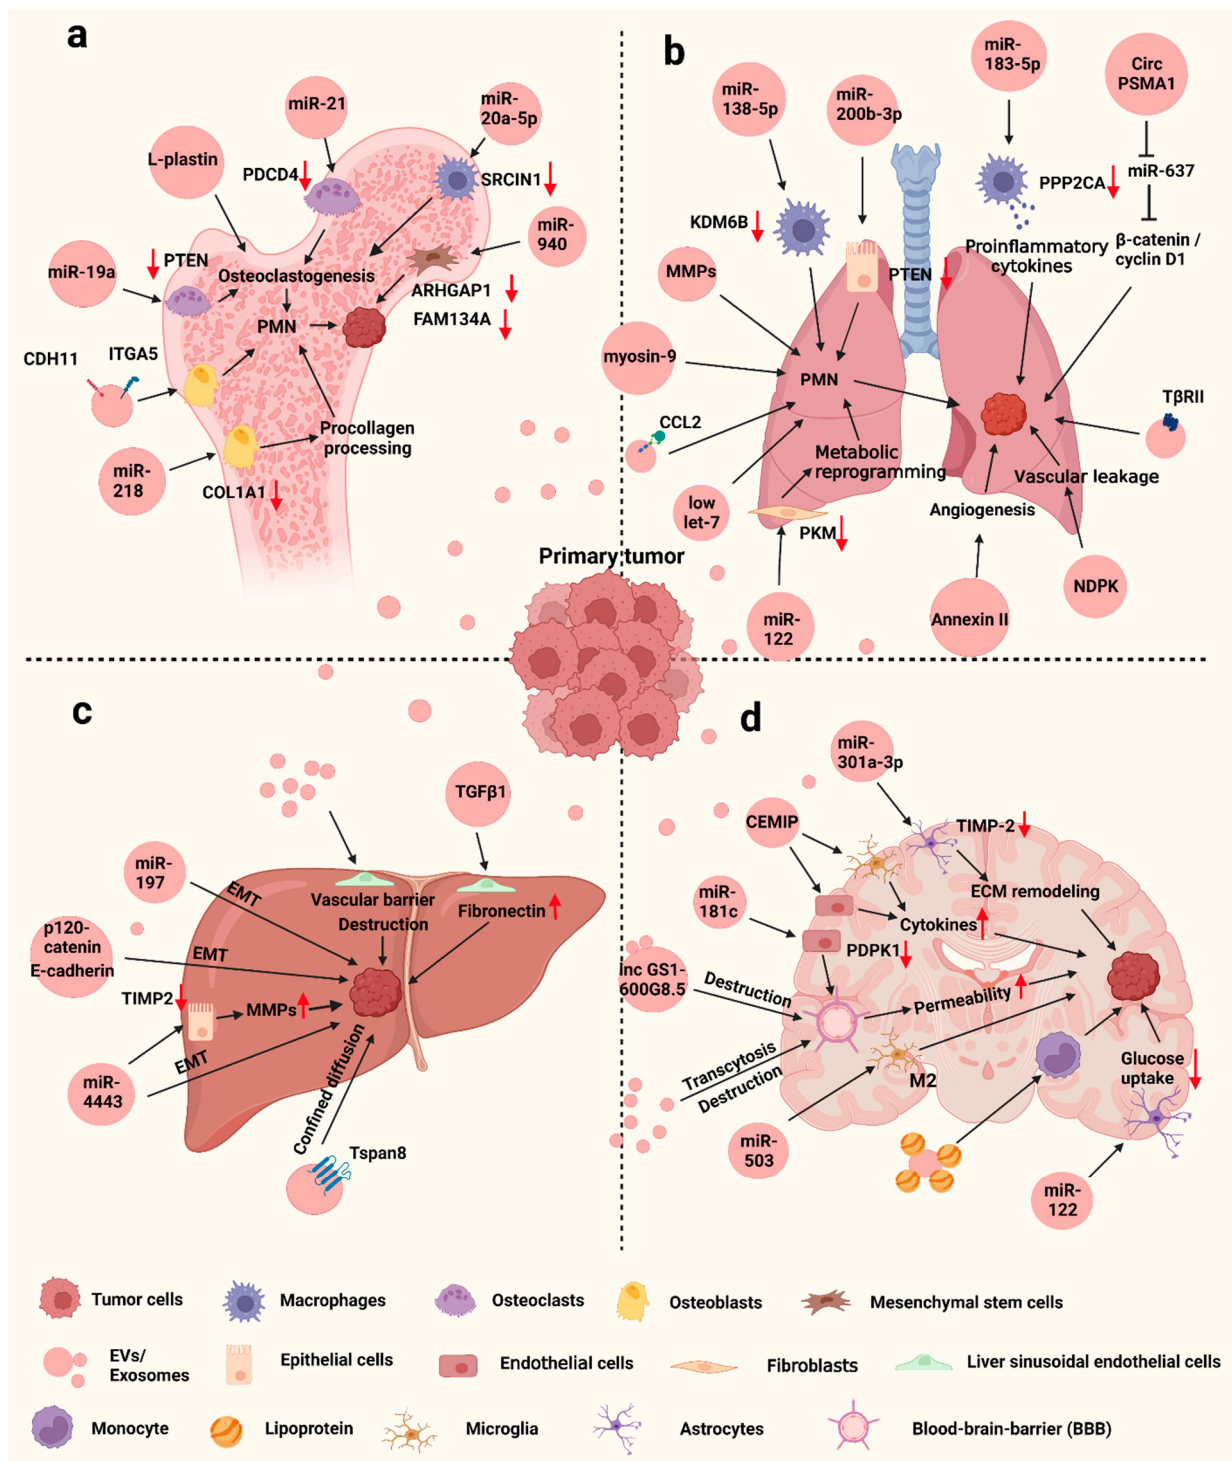 a
miR-21
miR-
20a-5p
L-plastin
PDCD4
SRCIN1
miR-
940
PTEN
miR-19a
Osteoclastogenesis
ARHGAP1
FAM134A
PMN
CDH11
ITGA5
Procollagen
processing
miR-
218
COL1A1
b
miR-
183-5p
Circ
PSMA1
miR-
138-5p
miR-
200b-3p
PPP2CA
miR-637
KDM6B
Proinflammatory
cytokines
β-catenin /
cyclin D1
MMPs
PTEN
myosin-9
PMN
TβRII
CCL2
Metabolic
reprogramming
Vascular leakage
low
let-7
Angiogenesis
PKM
NDPK
miR-
122
Annexin II
Primary tumor
c
TGFβ1
miR-
197
EMT
Vascular barrier
Destruction
Fibronectin
p120-
catenin
E-cadherin
EMT
TIMP2
MMPs
EMT
miR-
4443
Confined diffusion
Tspan8
d
miR-
301a-3p
CEMIP
TIMP-2
miR-
181c
ECM remodeling
Cytokines
PDPK1
lnc GS1-
600G8.5
Destruction
Permeability
Transcytosis
Destruction
M2
Glucose
uptake
miR-
503
miR-
122
Tumor cells
Macrophages
Osteoclasts
Osteoblasts
Mesenchymal stem cells
EVs/
Exosomes
Epithelial cells
Endothelial cells
Fibroblasts
Liver sinusoidal endothelial cells
Monocyte
Lipoprotein
Microglia
Astrocytes
Blood-brain-barrier (BBB)